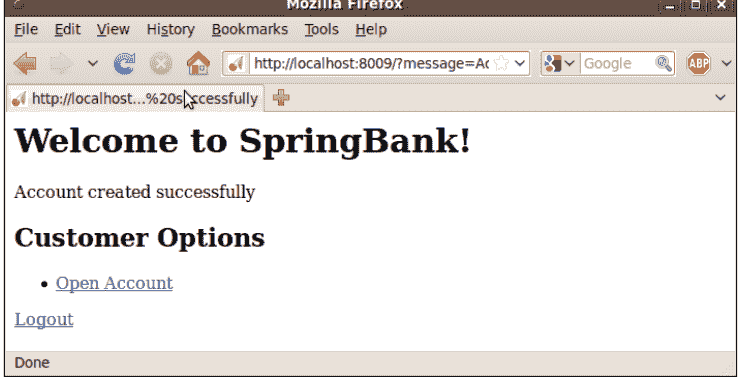 Mozilla Firefox
File Edit View History Bookmarks Tools Help
http://localhost:8009/?message=Ac Google ABP
http://localhost...%20successfully
Welcome to SpringBank!
Account created successfully
Customer Options
Open Account
Logout
Done